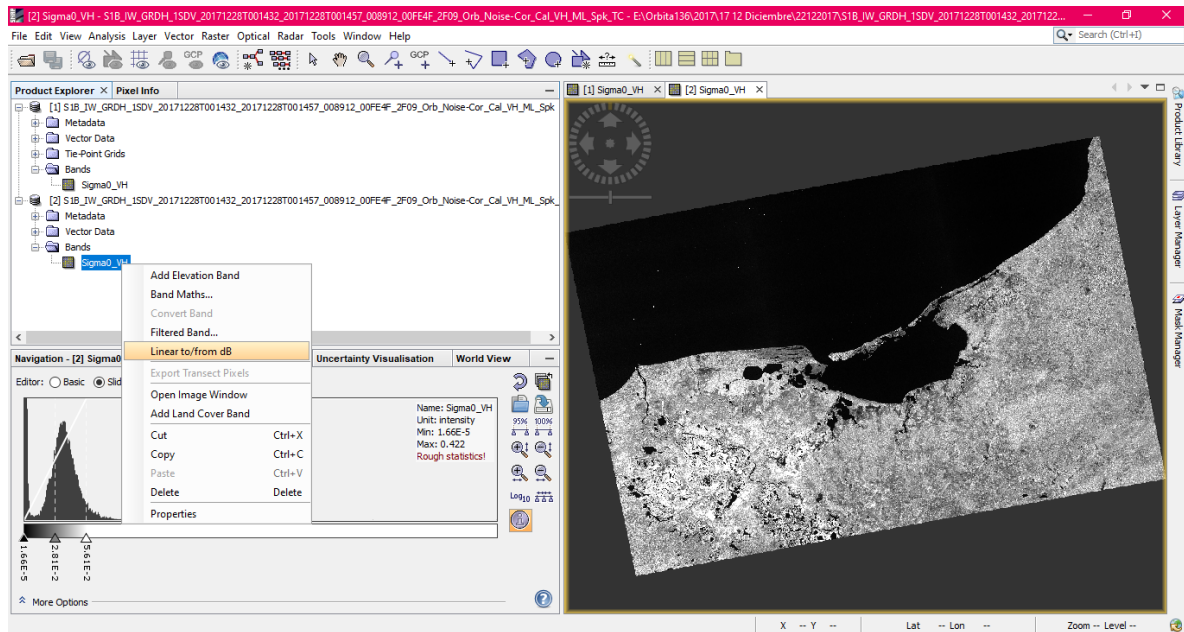 [2] Sigma0_VH - S1B_IW_GRDH_1SDV_20171228T001432_20171228T001457_008912_00FE4F_2F09_Orb_Noise-Cor_Cal_VH_ML_Spk_TC - E:\Orbita136\2017\17 12 Diciembre\22122017\S1B_IW_GRDH_1SDV_20171228T001432_2017122...
File Edit View Analysis Layer Vector Raster Optical Radar Tools Window Help
Search (Ctrl+I)
GCP
GCP
Product Explorer Pixel Info
[1] Sigma0_VH
[2] Sigma0_VH
[1] S1B_IW_GRDH_1SDV_20171228T001432_20171228T001457_008912_00FE4F_2F09_Orb_Noise-Cor_Cal_VH_ML_Spk
Metadata
Vector Data
Tie-Point Grids
Bands
Sigma0_VH
[2] S1B_IW_GRDH_1SDV_20171228T001432_20171228T001457_008912_00FE4F_2F09_Orb_Noise-Cor_Cal_VH_ML_Spk_
Metadata
Vector Data
Bands
Sigma0_VH
Add Elevation Band
Band Maths...
Convert Band
Filtered Band...
Linear to/from dB
Export Transect Pixels
Open Image Window
Add Land Cover Band
Cut Ctrl+X
Copy Ctrl+C
Paste Ctrl+V
Delete Delete
Properties
Navigation - [2] Sigma0
Uncertainty Visualisation
World View
Editor: Basic Slid
Name: Sigma0_VH
Unit: intensity
Min: 1.66E-5
Max: 0.422
Rough statistics!
95% 100%
Log10
1.66E-5
2.81E-2
5.61E-2
More Options
Product Library
Layer Manager
Mask Manager
X -- Y --
Lat -- Lon --
Zoom -- Level --